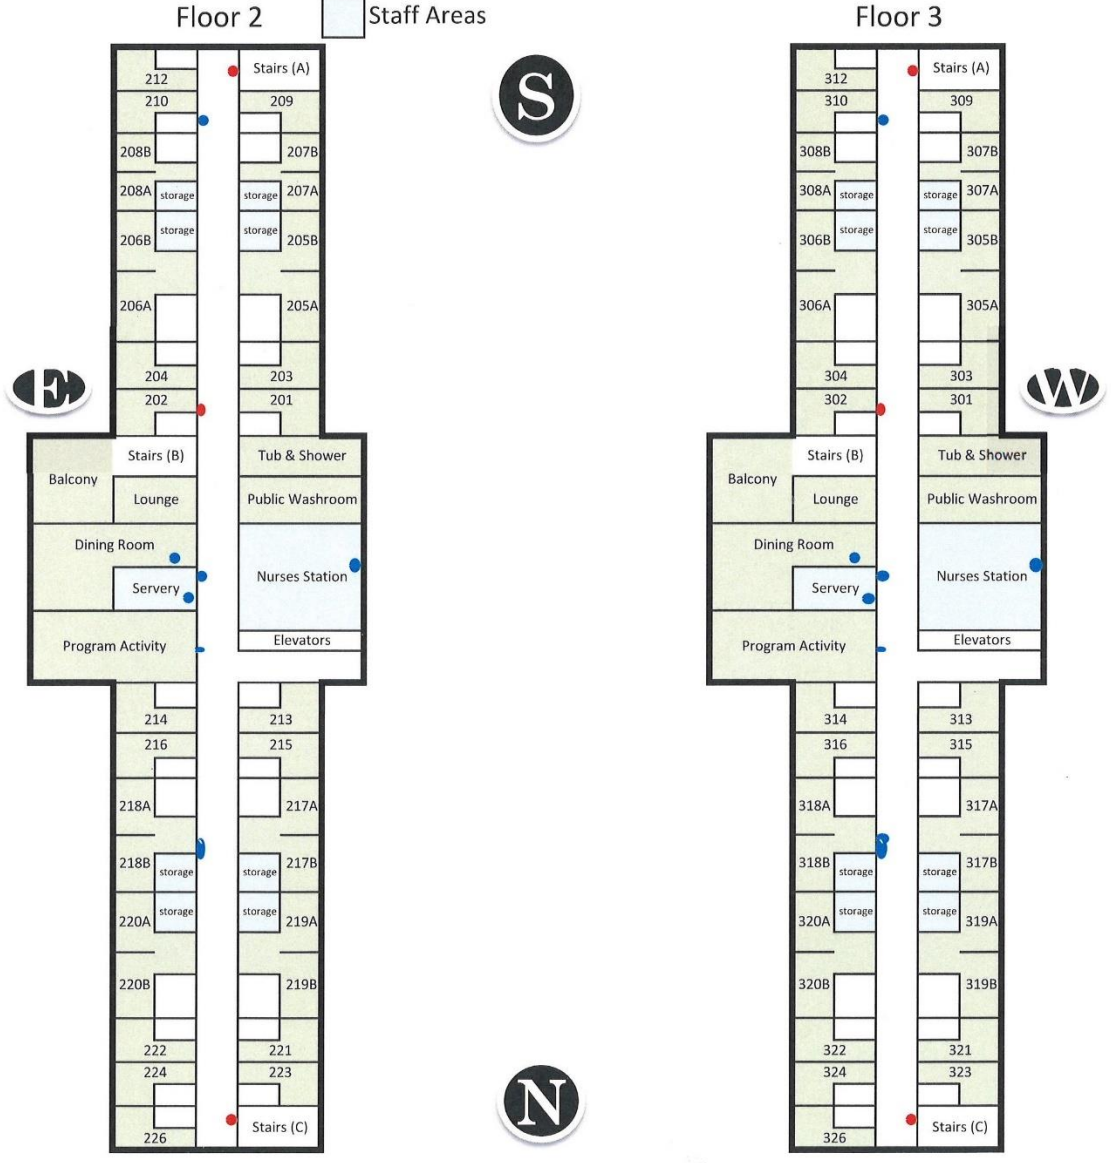 Floor 2
Staff Areas
Floor 3
212
Stairs (A)
210
209
208B
207B
208A
storage
storage
207A
206B
storage
storage
205B
206A
205A
204
203
202
201
Stairs (B)
Tub & Shower
Balcony
Lounge
Public Washroom
Dining Room
Servery
Nurses Station
Program Activity
Elevators
214
213
216
215
218A
217A
218B
storage
storage
217B
220A
storage
storage
219A
220B
219B
222
221
224
223
226
Stairs (C)
S
E
W
N
312
Stairs (A)
310
309
308B
307B
308A
storage
storage
307A
306B
storage
storage
305B
306A
305A
304
303
302
301
Stairs (B)
Tub & Shower
Balcony
Lounge
Public Washroom
Dining Room
Servery
Nurses Station
Program Activity
Elevators
314
313
316
315
318A
317A
318B
storage
storage
317B
320A
storage
storage
319A
320B
319B
322
321
324
323
326
Stairs (C)